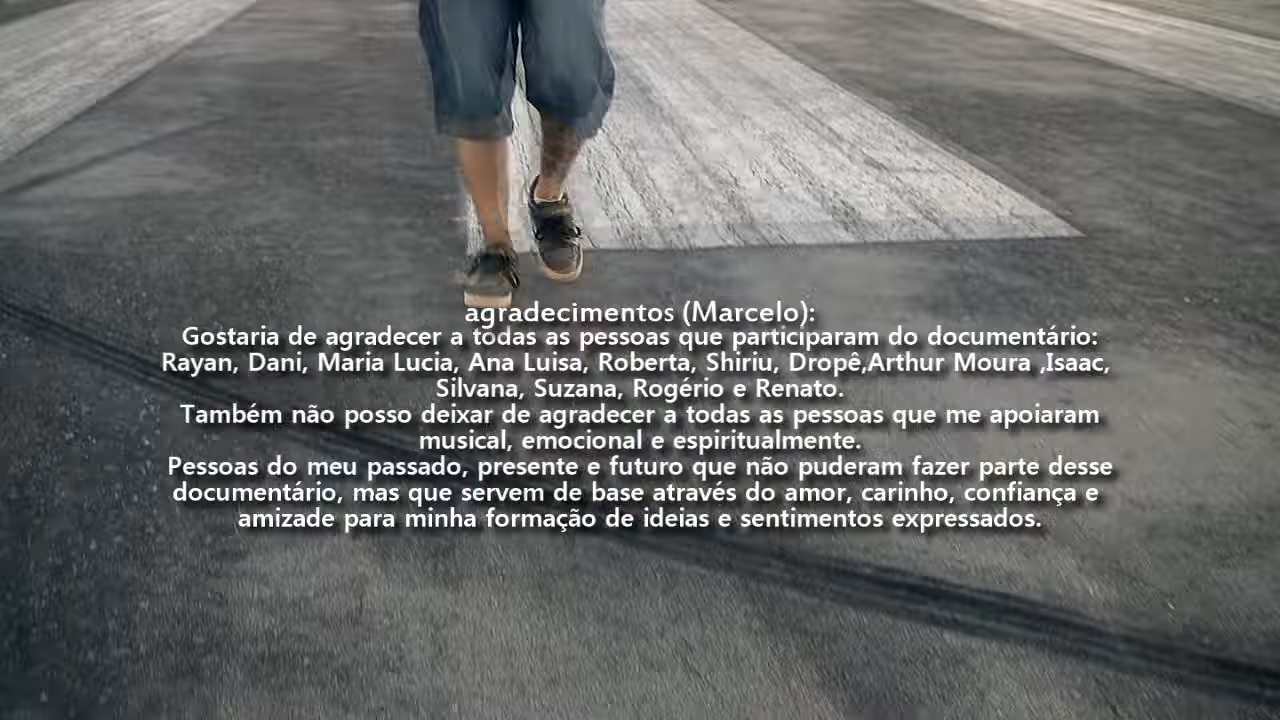 agradecimentos (Marcelo):
Gostaria de agradecer a todas as pessoas que participaram do documentário:
Rayan, Dani, Maria Lucia, Ana Luisa, Roberta, Shiriu, Dropê,Arthur Moura ,Isaac,
Silvana, Suzana, Rogério e Renato.
Também não posso deixar de agradecer a todas as pessoas que me apoiaram
musical, emocional e espiritualmente.
Pessoas do meu passado, presente e futuro que não puderam fazer parte desse
documentário, mas que servem de base através do amor, carinho, confiança e
amizade para minha formação de ideias e sentimentos expressados.